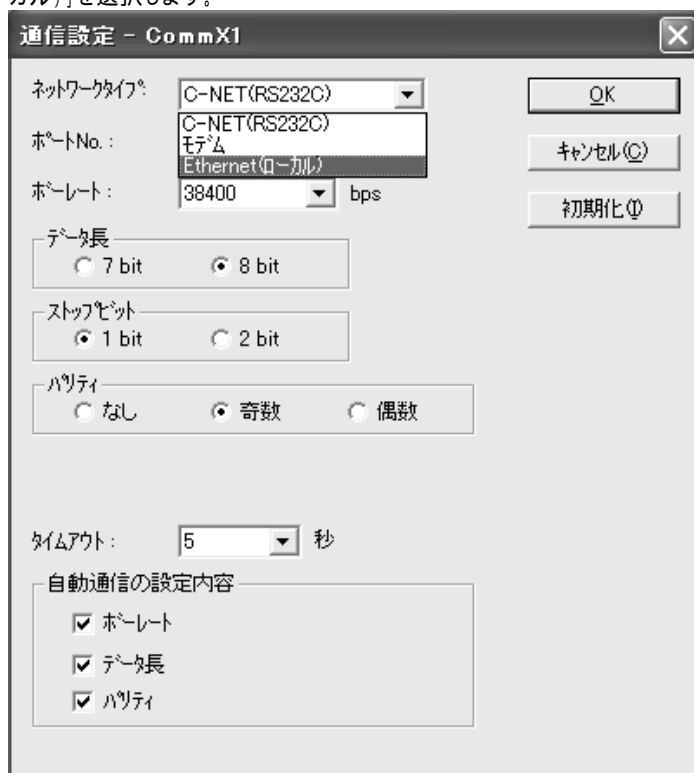 カル)」を選択します。
通信設定 - CommX1
ﾈｯﾄﾜｰｸﾀｲﾌﾟ: C-NET(RS232C)
OK
C-NET(RS232C)
ﾎﾟｰﾄNo. : ﾓﾃﾞﾑ
ｷｬﾝｾﾙ(C)
Ethernet(ﾛｰｶﾙ)
ﾎﾞｰﾚｰﾄ : 38400 bps
初期化(I)
ﾃﾞｰﾀ長
7 bit 8 bit
ｽﾄｯﾌﾟﾋﾞｯﾄ
1 bit 2 bit
ﾊﾟﾘﾃｨ
なし 奇数 偶数
ﾀｲﾑｱｳﾄ : 5 秒
自動通信の設定内容
ﾎﾞｰﾚｰﾄ
ﾃﾞｰﾀ長
ﾊﾟﾘﾃｨ